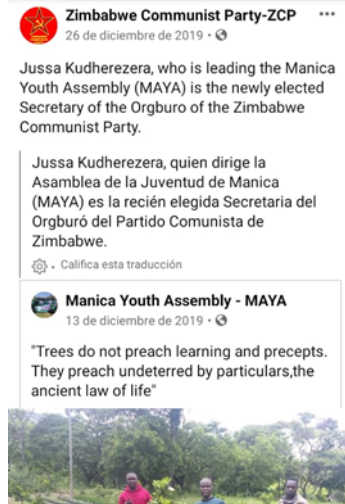 Zimbabwe Communist Party-ZCP
26 de diciembre de 2019 ·
Jussa Kudherezera, who is leading the Manica
Youth Assembly (MAYA) is the newly elected
Secretary of the Orgburo of the Zimbabwe
Communist Party.
Jussa Kudherezera, quien dirige la
Asamblea de la Juventud de Manica
(MAYA) es la recién elegida Secretaria del
Orgburó del Partido Comunista de
Zimbabwe.
· Califica esta traducción
Manica Youth Assembly - MAYA
13 de diciembre de 2019 ·
"Trees do not preach learning and precepts.
They preach undeterred by particulars,the
ancient law of life"